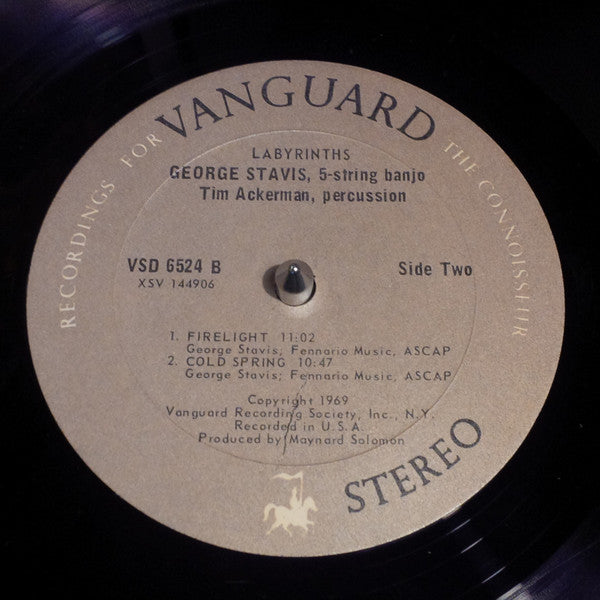 RECORDINGS FOR VANGUARD THE CONNOISSEUR
LABYRINTHS
GEORGE STAVIS, 5-string banjo
Tim Ackerman, percussion
VSD 6524 B
XSV 144906
Side Two
1. FIRELIGHT 11:02
George Stavis; Fennario Music, ASCAP
2. COLD SPRING 10:47
George Stavis; Fennario Music, ASCAP
Copyright 1969
Vanguard Recording Society, Inc., N.Y.
Recorded in U.S.A.
Produced by Maynard Solomon
STEREO